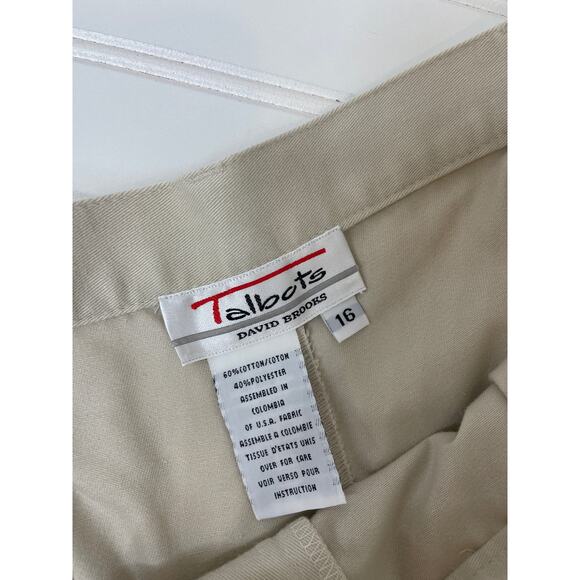 Talbots
DAVID BROOKS
16
60%COTTON/COTON
40%POLYESTER
ASSEMBLED IN
COLOMBIA
OF U.S.A. FABRIC
ASSEMBLE A COLOMBIE
TISSUE D'ETATS UNIS
OVER FOR CARE
VOIR VERSO POUR
INSTRUCTION